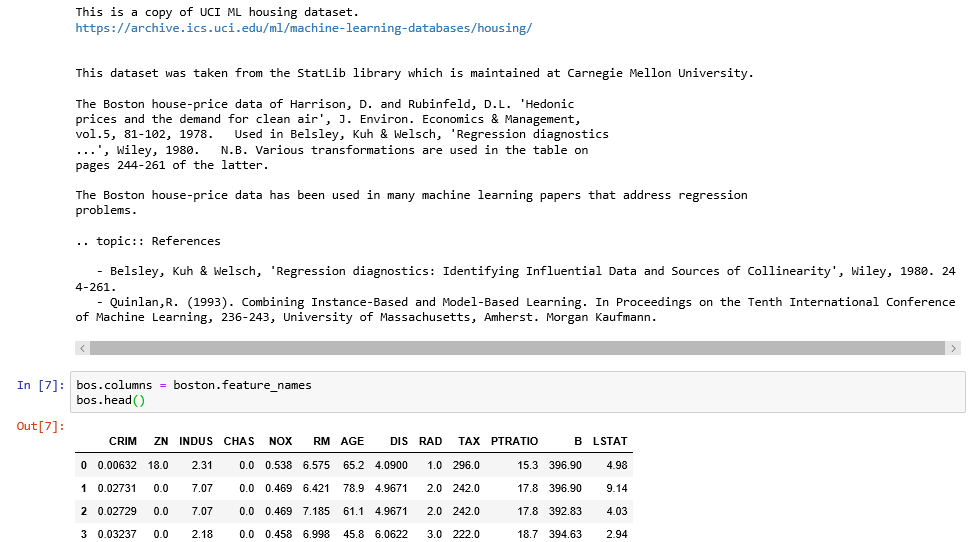 This is a copy of UCI ML housing dataset.
https://archive.ics.uci.edu/ml/machine-learning-databases/housing/
This dataset was taken from the StatLib library which is maintained at Carnegie Mellon University.
The Boston house-price data of Harrison, D. and Rubinfeld, D.L. 'Hedonic
prices and the demand for clean air', J. Environ. Economics & Management,
vol.5, 81-102, 1978.   Used in Belsley, Kuh & Welsch, 'Regression diagnostics
...', Wiley, 1980.   N.B. Various transformations are used in the table on
pages 244-261 of the latter.
The Boston house-price data has been used in many machine learning papers that address regression
problems.
.. topic:: References
- Belsley, Kuh & Welsch, 'Regression diagnostics: Identifying Influential Data and Sources of Collinearity', Wiley, 1980. 24
4-261.
- Quinlan,R. (1993). Combining Instance-Based and Model-Based Learning. In Proceedings on the Tenth International Conference
of Machine Learning, 236-243, University of Massachusetts, Amherst. Morgan Kaufmann.
In [7]: bos.columns = boston.feature_names
bos.head()
Out[7]:
CRIM ZN INDUS CHAS NOX RM AGE DIS RAD TAX PTRATIO B LSTAT
0 0.00632 18.0 2.31 0.0 0.538 6.575 65.2 4.0900 1.0 296.0 15.3 396.90 4.98
1 0.02731 0.0 7.07 0.0 0.469 6.421 78.9 4.9671 2.0 242.0 17.8 396.90 9.14
2 0.02729 0.0 7.07 0.0 0.469 7.185 61.1 4.9671 2.0 242.0 17.8 392.83 4.03
3 0.03237 0.0 2.18 0.0 0.458 6.998 45.8 6.0622 3.0 222.0 18.7 394.63 2.94